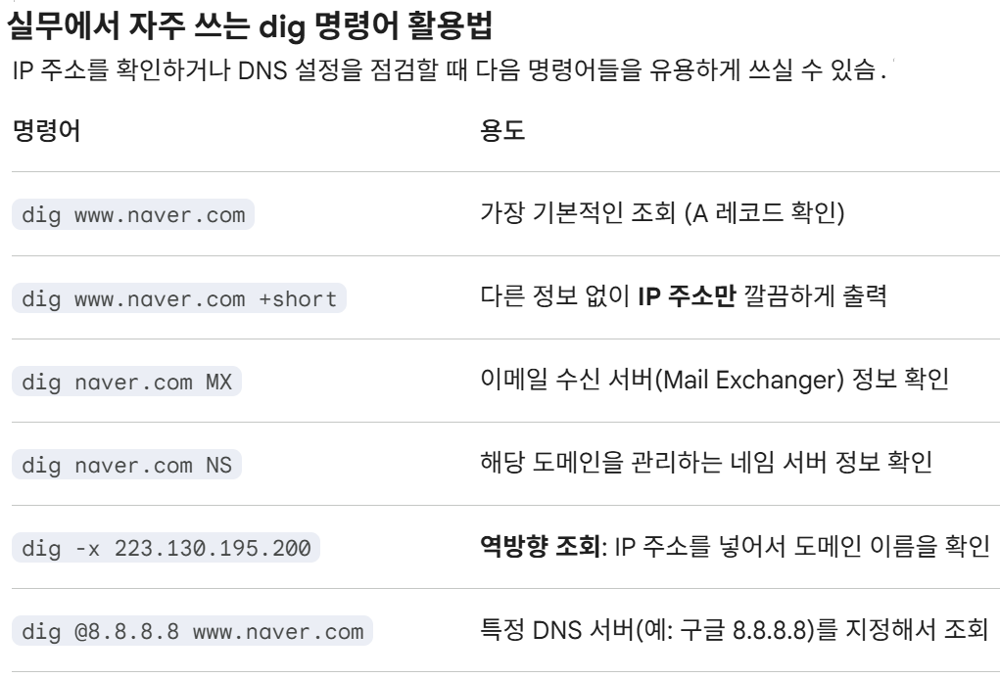 실무에서 자주 쓰는 dig 명령어 활용법
IP 주소를 확인하거나 DNS 설정을 점검할 때 다음 명령어들을 유용하게 쓰실 수 있슴.
명령어 용도
dig www.naver.com 가장 기본적인 조회 (A 레코드 확인)
dig www.naver.com +short 다른 정보 없이 IP 주소만 깔끔하게 출력
dig naver.com MX 이메일 수신 서버(Mail Exchanger) 정보 확인
dig naver.com NS 해당 도메인을 관리하는 네임 서버 정보 확인
dig -x 223.130.195.200 역방향 조회: IP 주소를 넣어서 도메인 이름을 확인
dig @8.8.8.8 www.naver.com 특정 DNS 서버(예: 구글 8.8.8.8)를 지정해서 조회